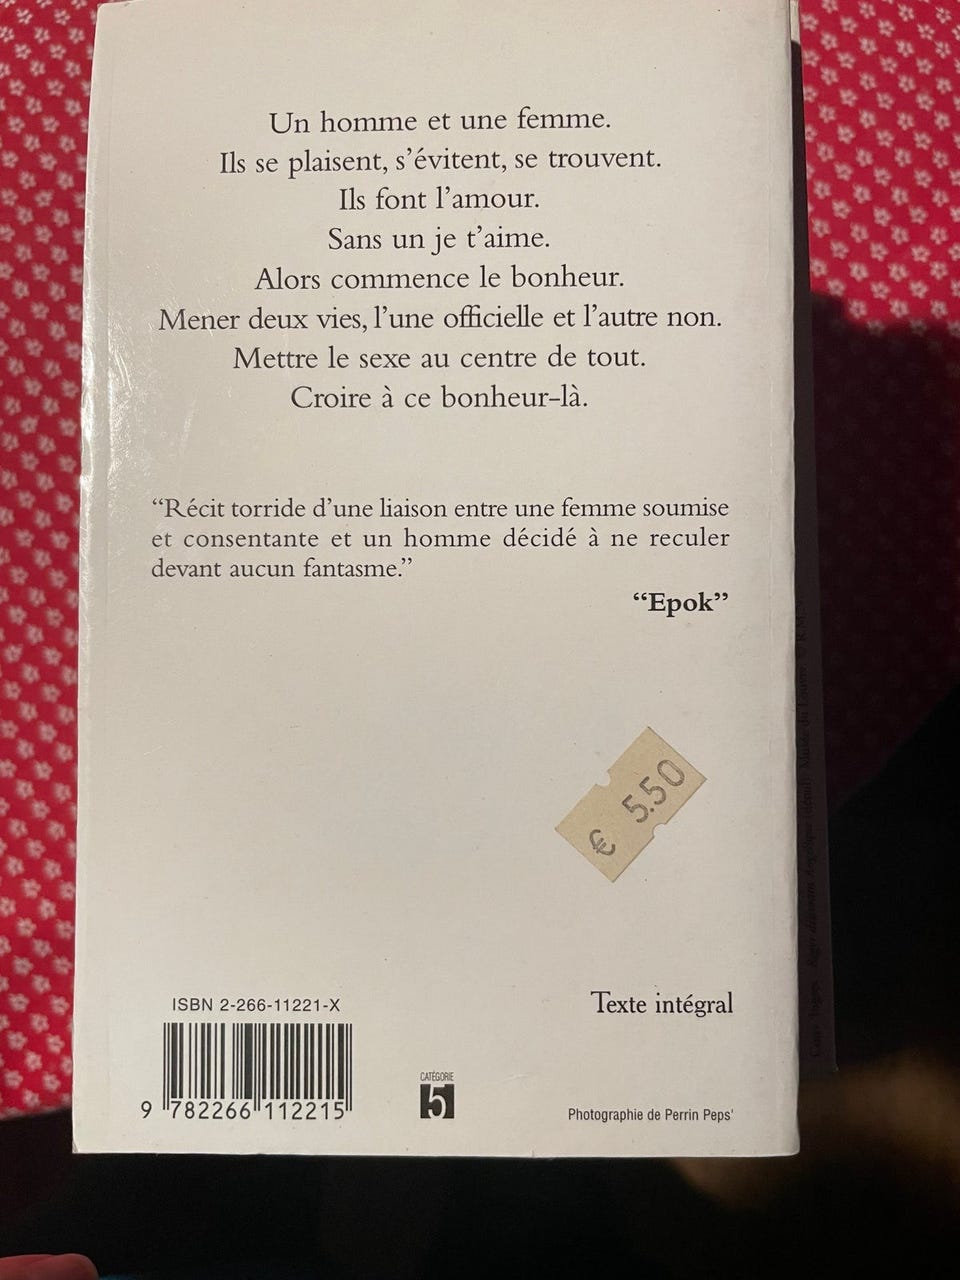 Un homme et une femme.
Ils se plaisent, s'évitent, se trouvent.
Ils font l'amour.
Sans un je t'aime.
Alors commence le bonheur.
Mener deux vies, l'une officielle et l'autre non.
Mettre le sexe au centre de tout.
Croire à ce bonheur-là.
“Récit torride d'une liaison entre une femme soumise
et consentante et un homme décidé à ne reculer
devant aucun fantasme.”
“Epok”
€ 5.50
ISBN 2-266-11221-X
Texte intégral
9 782266 112215
CATÉGORIE
5
Photographie de Perrin Peps'